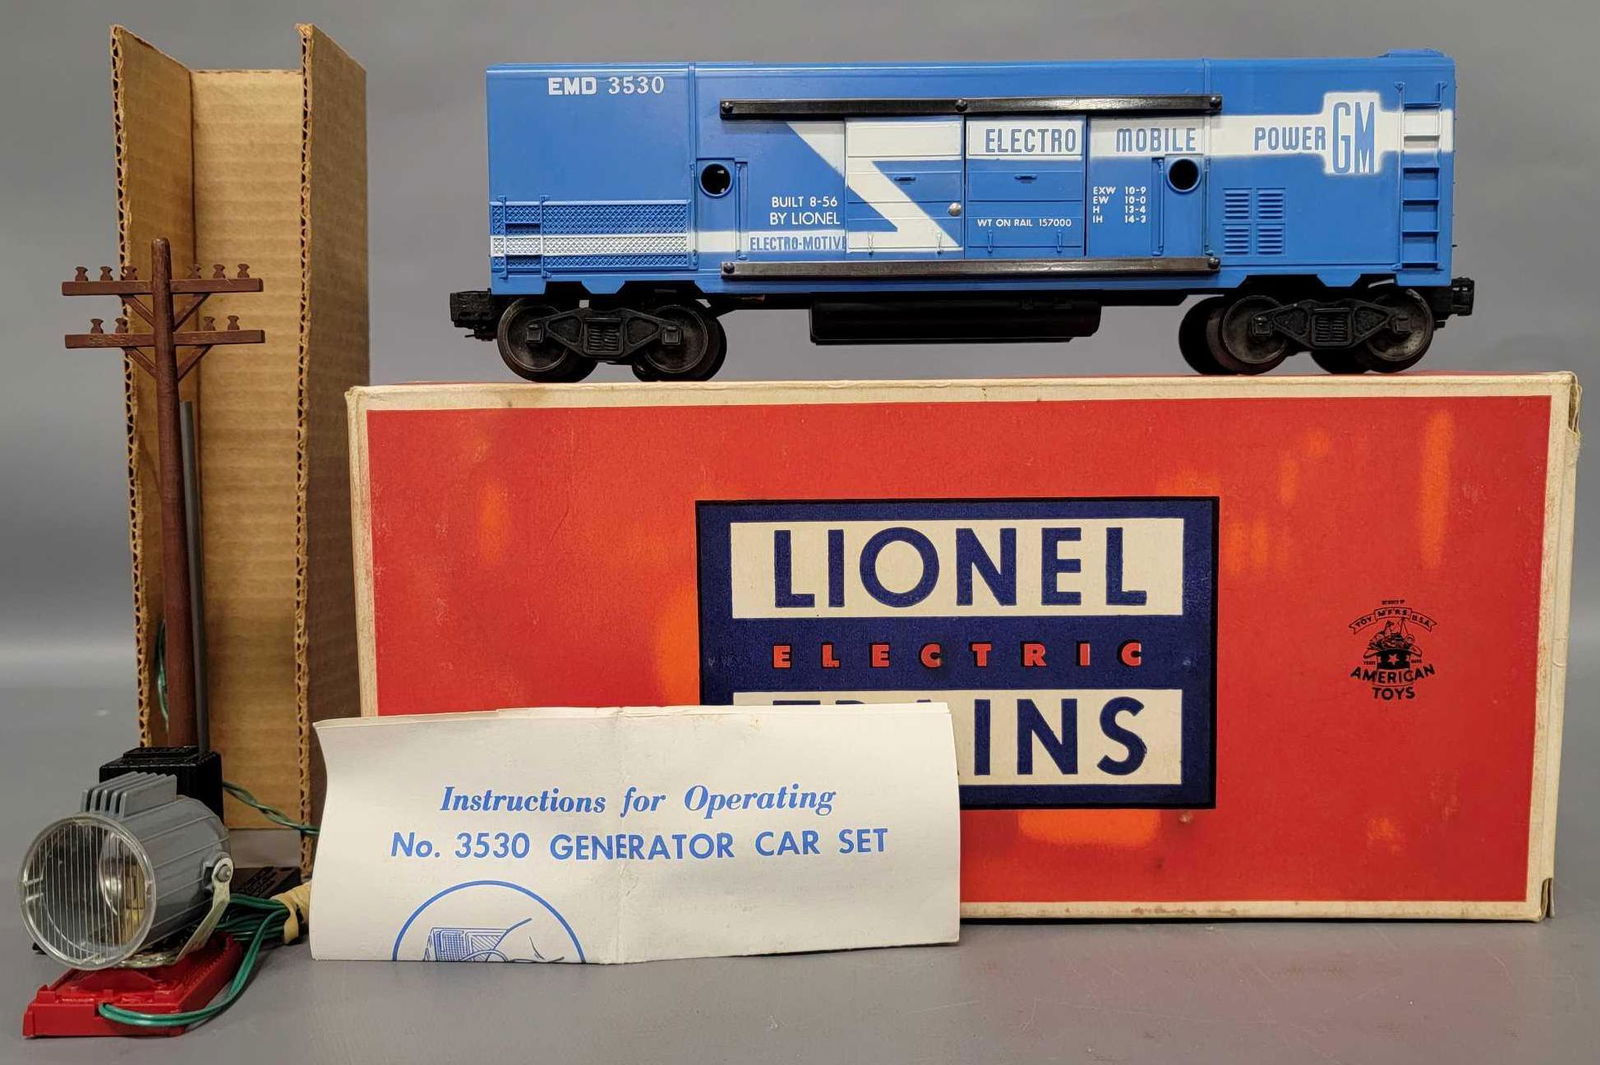 EMD 3530
ELECTRO MOBILE POWER GM
BUILT 8-56
BY LIONEL
ELECTRO-MOTIVE
WT ON RAIL 157000
EXW 10-9
EW 10-0
H 13-4
IH 14-3
LIONEL
ELECTRIC
TRAINS
TOY M'F'RS U.S.A.
AMERICAN
TOYS
Instructions for Operating
No. 3530 GENERATOR CAR SET